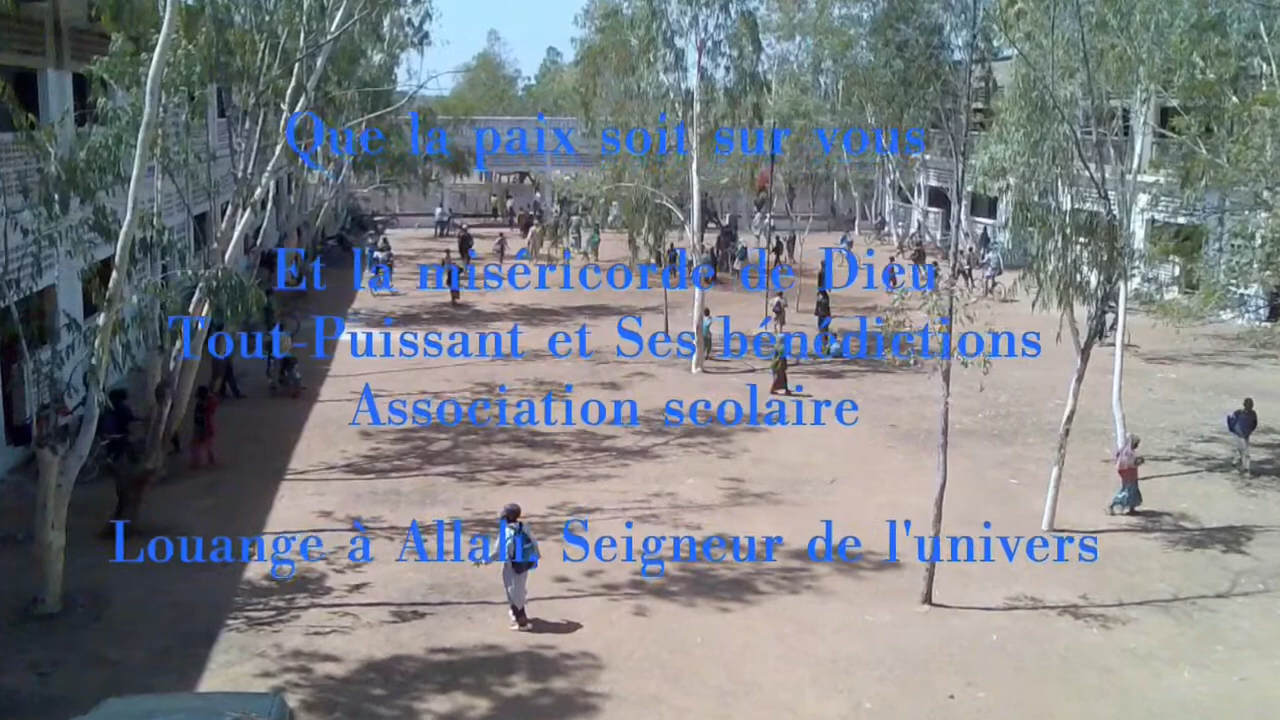 Que la paix soit sur vous
Et la miséricorde de Dieu
Tout-Puissant et Ses bénédictions
Association scolaire
Louange à Allah Seigneur de l'univers